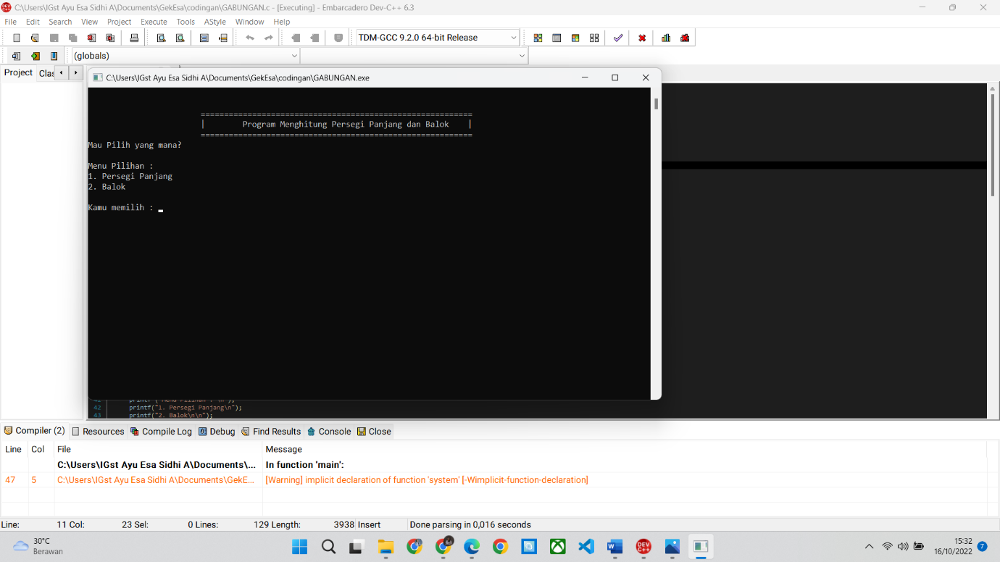 C:\Users\IGst Ayu Esa Sidhi A\Documents\GekEsa\codingan\GABUNGAN.c - [Executing] - Embarcadero Dev-C++ 6.3
File Edit Search View Project Execute Tools AStyle Window Help
TDM-GCC 9.2.0 64-bit Release
(globals)
Project Clas
C:\Users\IGst Ayu Esa Sidhi A\Documents\GekEsa\codingan\GABUNGAN.exe
==========================================================
| Program Menghitung Persegi Panjang dan Balok |
==========================================================
Mau Pilih yang mana?
Menu Pilihan :
1. Persegi Panjang
2. Balok
Kamu memilih :
42 printf("1. Persegi Panjang\n");
43 printf("2. Balok\n\n");
Compiler (2) Resources Compile Log Debug Find Results Console Close
Line Col File Message
C:\Users\IGst Ayu Esa Sidhi A\Documents\... In function 'main':
47 5 C:\Users\IGst Ayu Esa Sidhi A\Documents\GekE... [Warning] implicit declaration of function 'system' [-Wimplicit-function-declaration]
Line: 11 Col: 23 Sel: 0 Lines: 129 Length: 3938 Insert Done parsing in 0,016 seconds
30°C
Berawan
15:32
16/10/2022
7